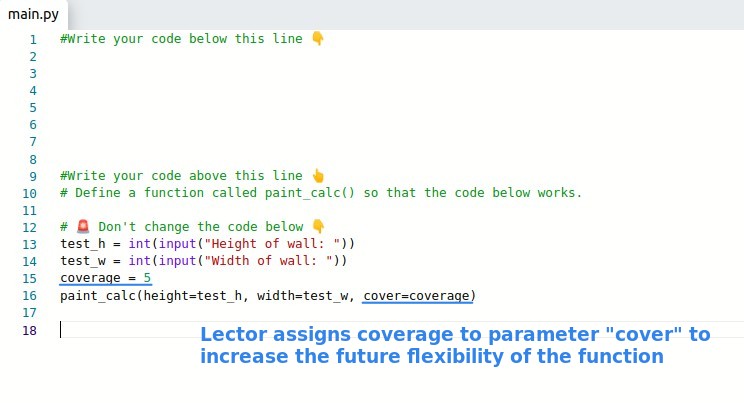 main.py
1 #Write your code below this line 👇
2
3
4
5
6
7
8
9 #Write your code above this line 👆
10 # Define a function called paint_calc() so that the code below works.
11
12 # 🚨 Don't change the code below 👇
13 test_h = int(input("Height of wall: "))
14 test_w = int(input("Width of wall: "))
15 coverage = 5
16 paint_calc(height=test_h, width=test_w, cover=coverage)
17
18
Lector assigns coverage to parameter "cover" to
increase the future flexibility of the function